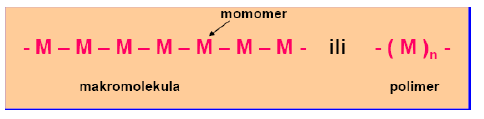 momomer
- M – M – M – M – M – M – M - ili - ( M )n -
makromolekula polimer